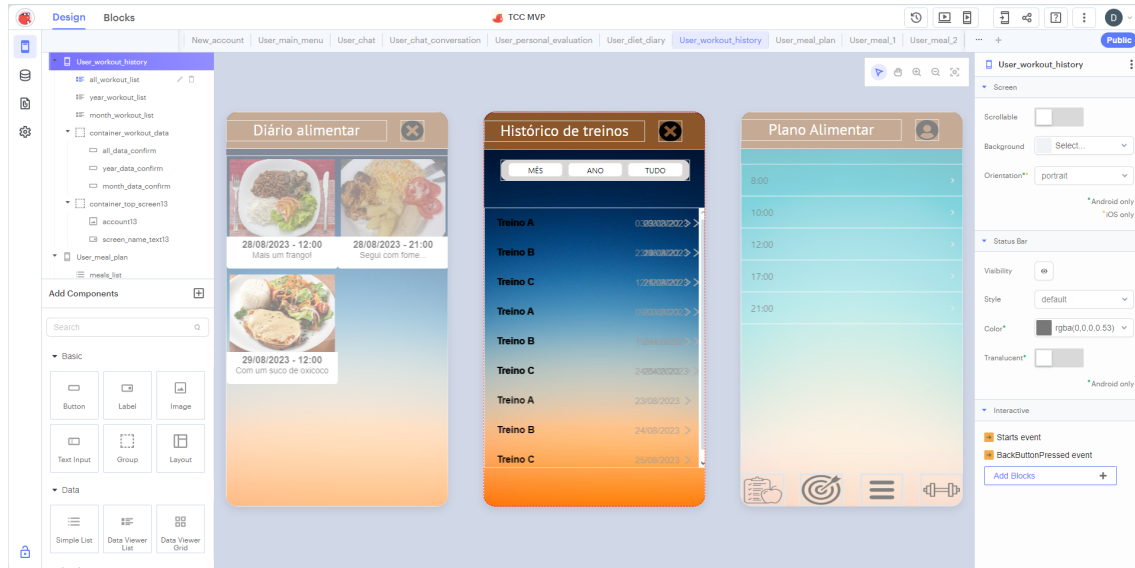 Design Blocks TCC MVP D
New_account User_main_menu User_chat User_chat_conversation User_personal_evaluation User_diet_diary User_workout_history User_meal_plan User_meal_1 User_meal_2 ... + Public
User_workout_history
all_workout_list
year_workout_list
month_workout_list
container_workout_data
all_data_confirm
year_data_confirm
month_data_confirm
container_top_screen13
account13
screen_name_text13
User_meal_plan
meals_list
Add Components
Search
Basic
Button Label Image
Text Input Group Layout
Data
Simple List Data Viewer List Data Viewer Grid
Diário alimentar
28/08/2023 - 12:00
Mais um frango!
28/08/2023 - 21:00
Segui com fome...
29/08/2023 - 12:00
Com um suco de oxicoco
Histórico de treinos
MÊS ANO TUDO
Treino A
Treino B
Treino C
Treino A
Treino B
Treino C
Treino A 23/08/2023
Treino B 24/08/2023
Treino C 25/08/2023
Plano Alimentar
8:00
10:00
12:00
17:00
21:00
User_workout_history
Screen
Scrollable
Background Select...
Orientation** portrait
*Android only
*iOS only
Status Bar
Visibility
Style default
Color* rgba(0,0,0,0.53)
Translucent*
*Android only
Interactive
Starts event
BackButtonPressed event
Add Blocks +